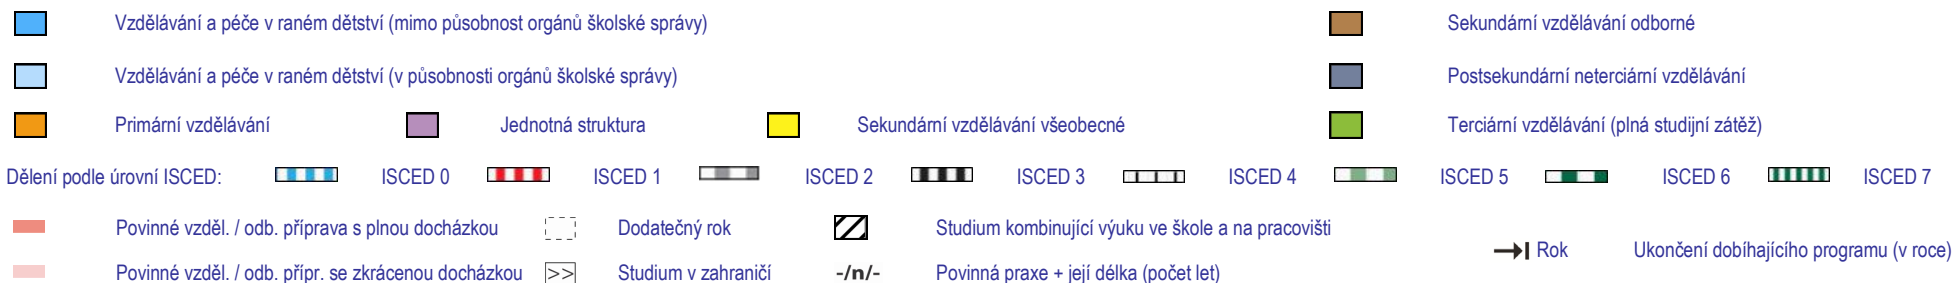 Vzdělávání a péče v raném dětství (mimo působnost orgánů školské správy) Sekundární vzdělávání odborné
Vzdělávání a péče v raném dětství (v působnosti orgánů školské správy) Postsekundární neterciární vzdělávání
Primární vzdělávání Jednotná struktura Sekundární vzdělávání všeobecné Terciární vzdělávání (plná studijní zátěž)
Dělení podle úrovní ISCED: ISCED 0 ISCED 1 ISCED 2 ISCED 3 ISCED 4 ISCED 5 ISCED 6 ISCED 7
Povinné vzděl. / odb. příprava s plnou docházkou Dodatečný rok Studium kombinující výuku ve škole a na pracovišti
Rok Ukončení dobíhajícího programu (v roce)
Povinné vzděl. / odb. přípr. se zkrácenou docházkou >> Studium v zahraničí -/n/- Povinná praxe + její délka (počet let)